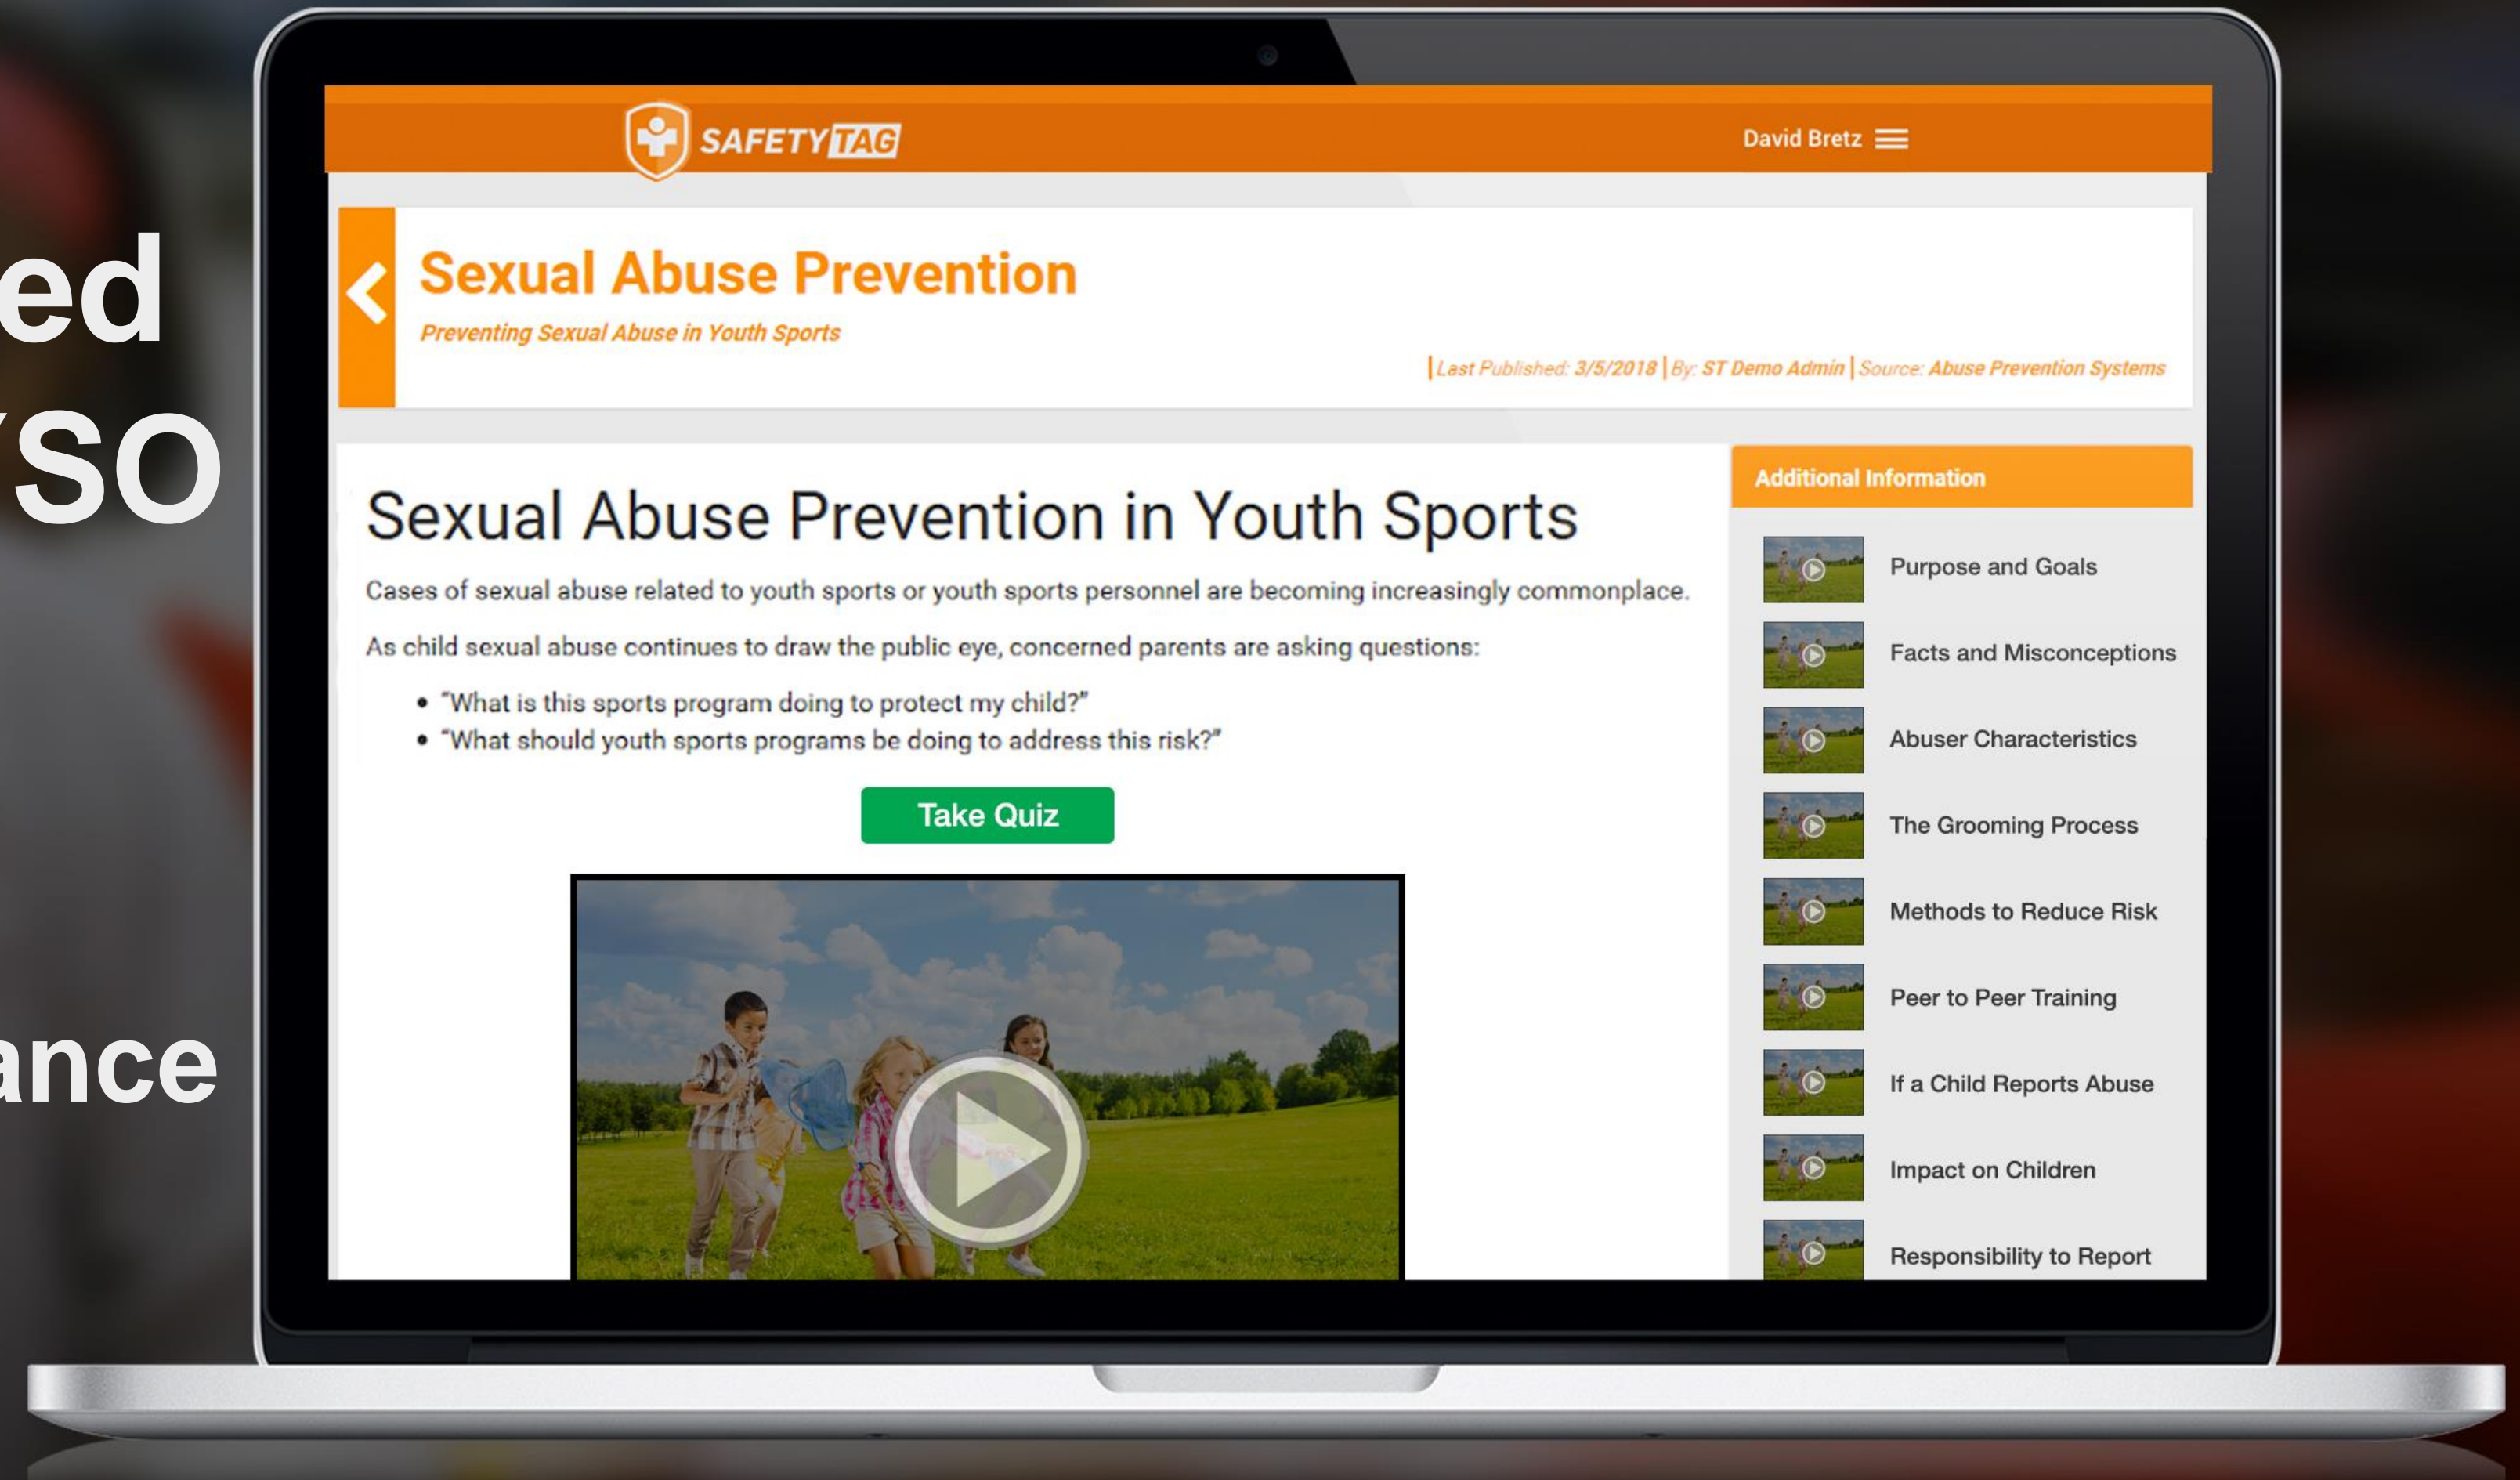 ed
YSO
ance
SAFETYTAG
David Bretz
Sexual Abuse Prevention
Preventing Sexual Abuse in Youth Sports
Last Published: 3/5/2018 | By: ST Demo Admin | Source: Abuse Prevention Systems
Sexual Abuse Prevention in Youth Sports
Cases of sexual abuse related to youth sports or youth sports personnel are becoming increasingly commonplace.
As child sexual abuse continues to draw the public eye, concerned parents are asking questions:
• "What is this sports program doing to protect my child?"
• "What should youth sports programs be doing to address this risk?"
Take Quiz
Additional Information
Purpose and Goals
Facts and Misconceptions
Abuser Characteristics
The Grooming Process
Methods to Reduce Risk
Peer to Peer Training
If a Child Reports Abuse
Impact on Children
Responsibility to Report